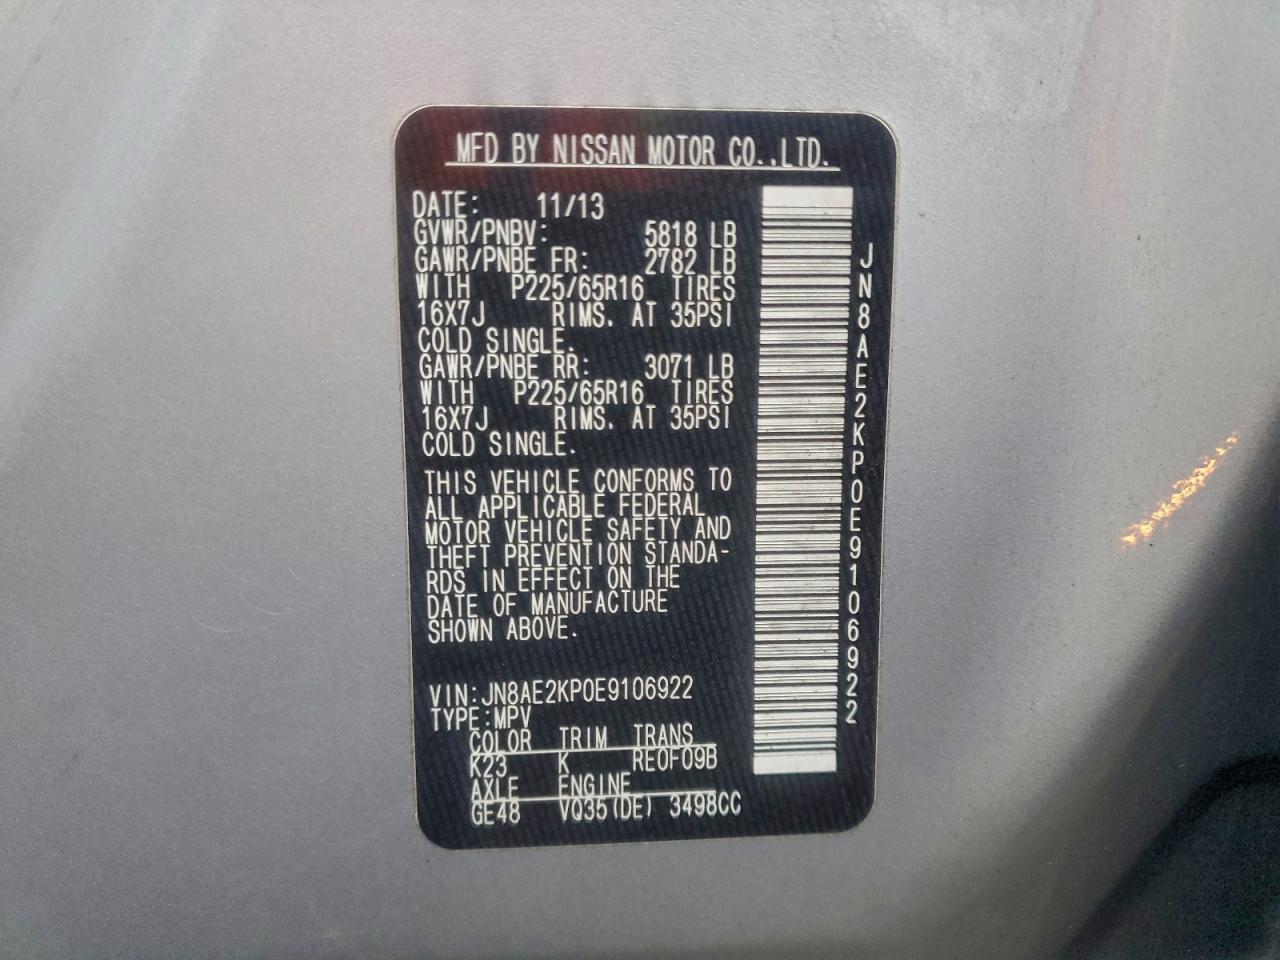 MFD BY NISSAN MOTOR CO.,LTD.
DATE: 11/13
GVWR/PNBV: 5818 LB
GAWR/PNBE FR: 2782 LB
WITH P225/65R16 TIRES
16X7J RIMS. AT 35PSI
COLD SINGLE.
GAWR/PNBE RR: 3071 LB
WITH P225/65R16 TIRES
16X7J RIMS. AT 35PSI
COLD SINGLE.
THIS VEHICLE CONFORMS TO
ALL APPLICABLE FEDERAL
MOTOR VEHICLE SAFETY AND
THEFT PREVENTION STANDA-
RDS IN EFFECT ON THE
DATE OF MANUFACTURE
SHOWN ABOVE.
VIN:JN8AE2KP0E9106922
TYPE:MPV
COLOR TRIM TRANS
K23 K RE0F09B
AXLE ENGINE
GE48 VQ35(DE) 3498CC
JN8AE2KP0E9106922